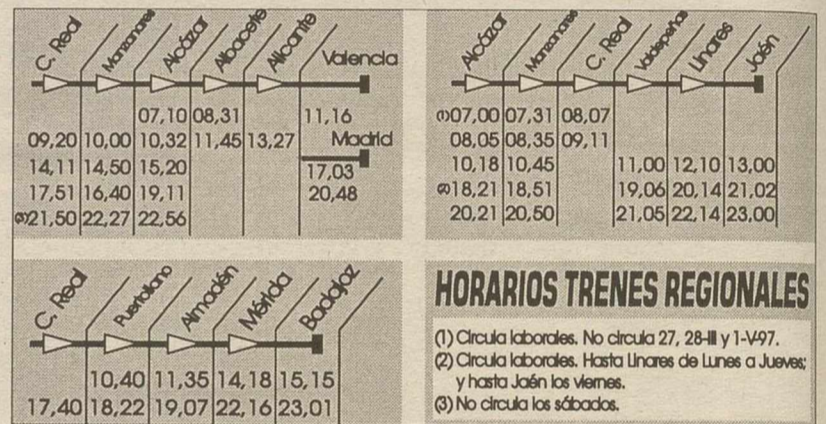 C. Real Manzanares Alcázar Albacete Alicante Valencia
07,10 08,31 11,16
09,20 10,00 10,32 11,45 13,27 Madrid
14,11 14,50 15,20 17,03
17,51 16,40 19,11 20,48
(3)21,50 22,27 22,56
Alcázar Manzanares C. Real Valdepeñas Linares Jaén
07,00 07,31 08,07
08,05 08,35 09,11
10,18 10,45 11,00 12,10 13,00
18,21 18,51 19,06 20,14 21,02
20,21 20,50 21,05 22,14 23,00
C. Real Puertollano Almadén Mérida Badajoz
10,40 11,35 14,18 15,15
17,40 18,22 19,07 22,16 23,01
HORARIOS TRENES REGIONALES
(1) Circula laborales. No circula 27, 28-III y 1-V-97.
(2) Circula laborales. Hasta Linares de Lunes a Jueves;
y hasta Jaén los viernes.
(3) No circula los sábados.